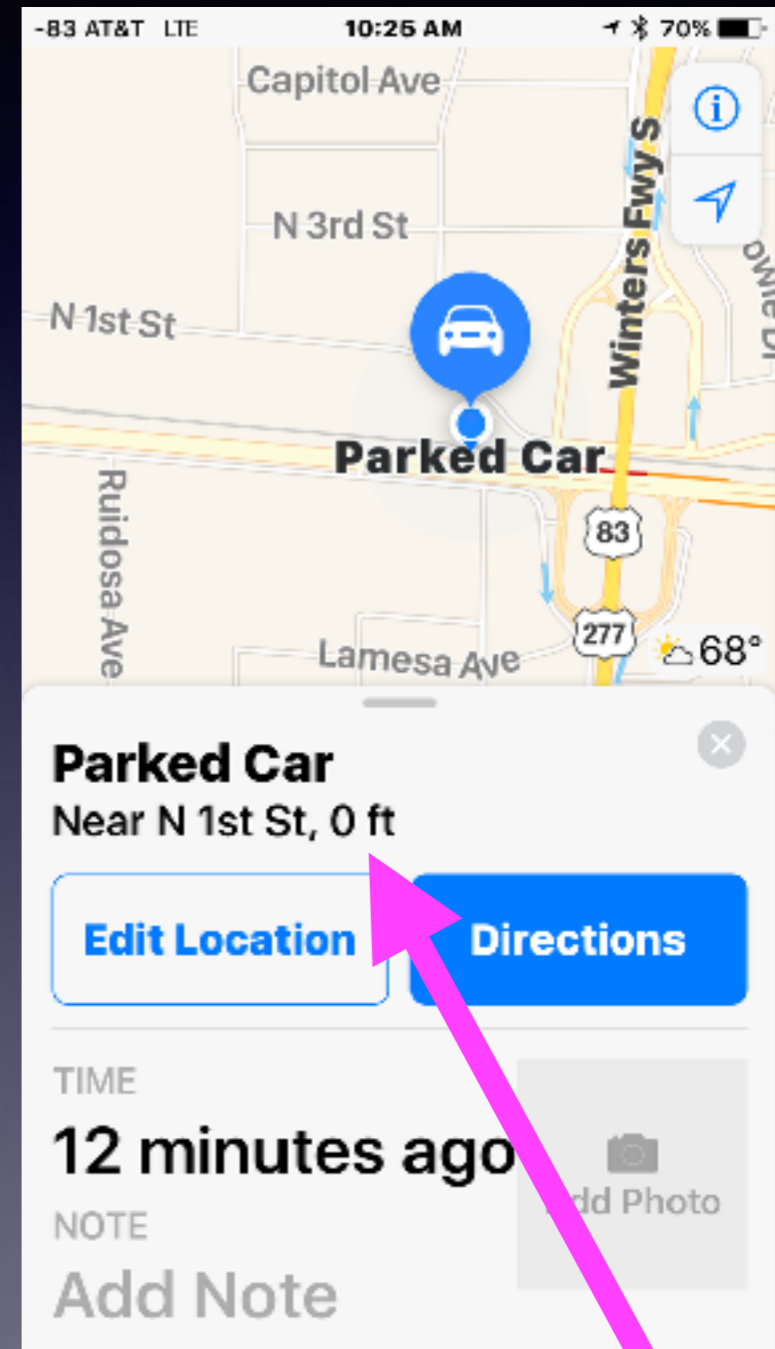 -83 AT&T LTE 10:25 AM 70%
Capitol Ave
Winters Fwy S
N 3rd St
N 1st St
Parked Car
Ruidosa Ave
83
277
68°
Lamesa Ave
Parked Car
Near N 1st St, 0 ft
Edit Location
Directions
TIME
12 minutes ago
Photo
NOTE
Add Note